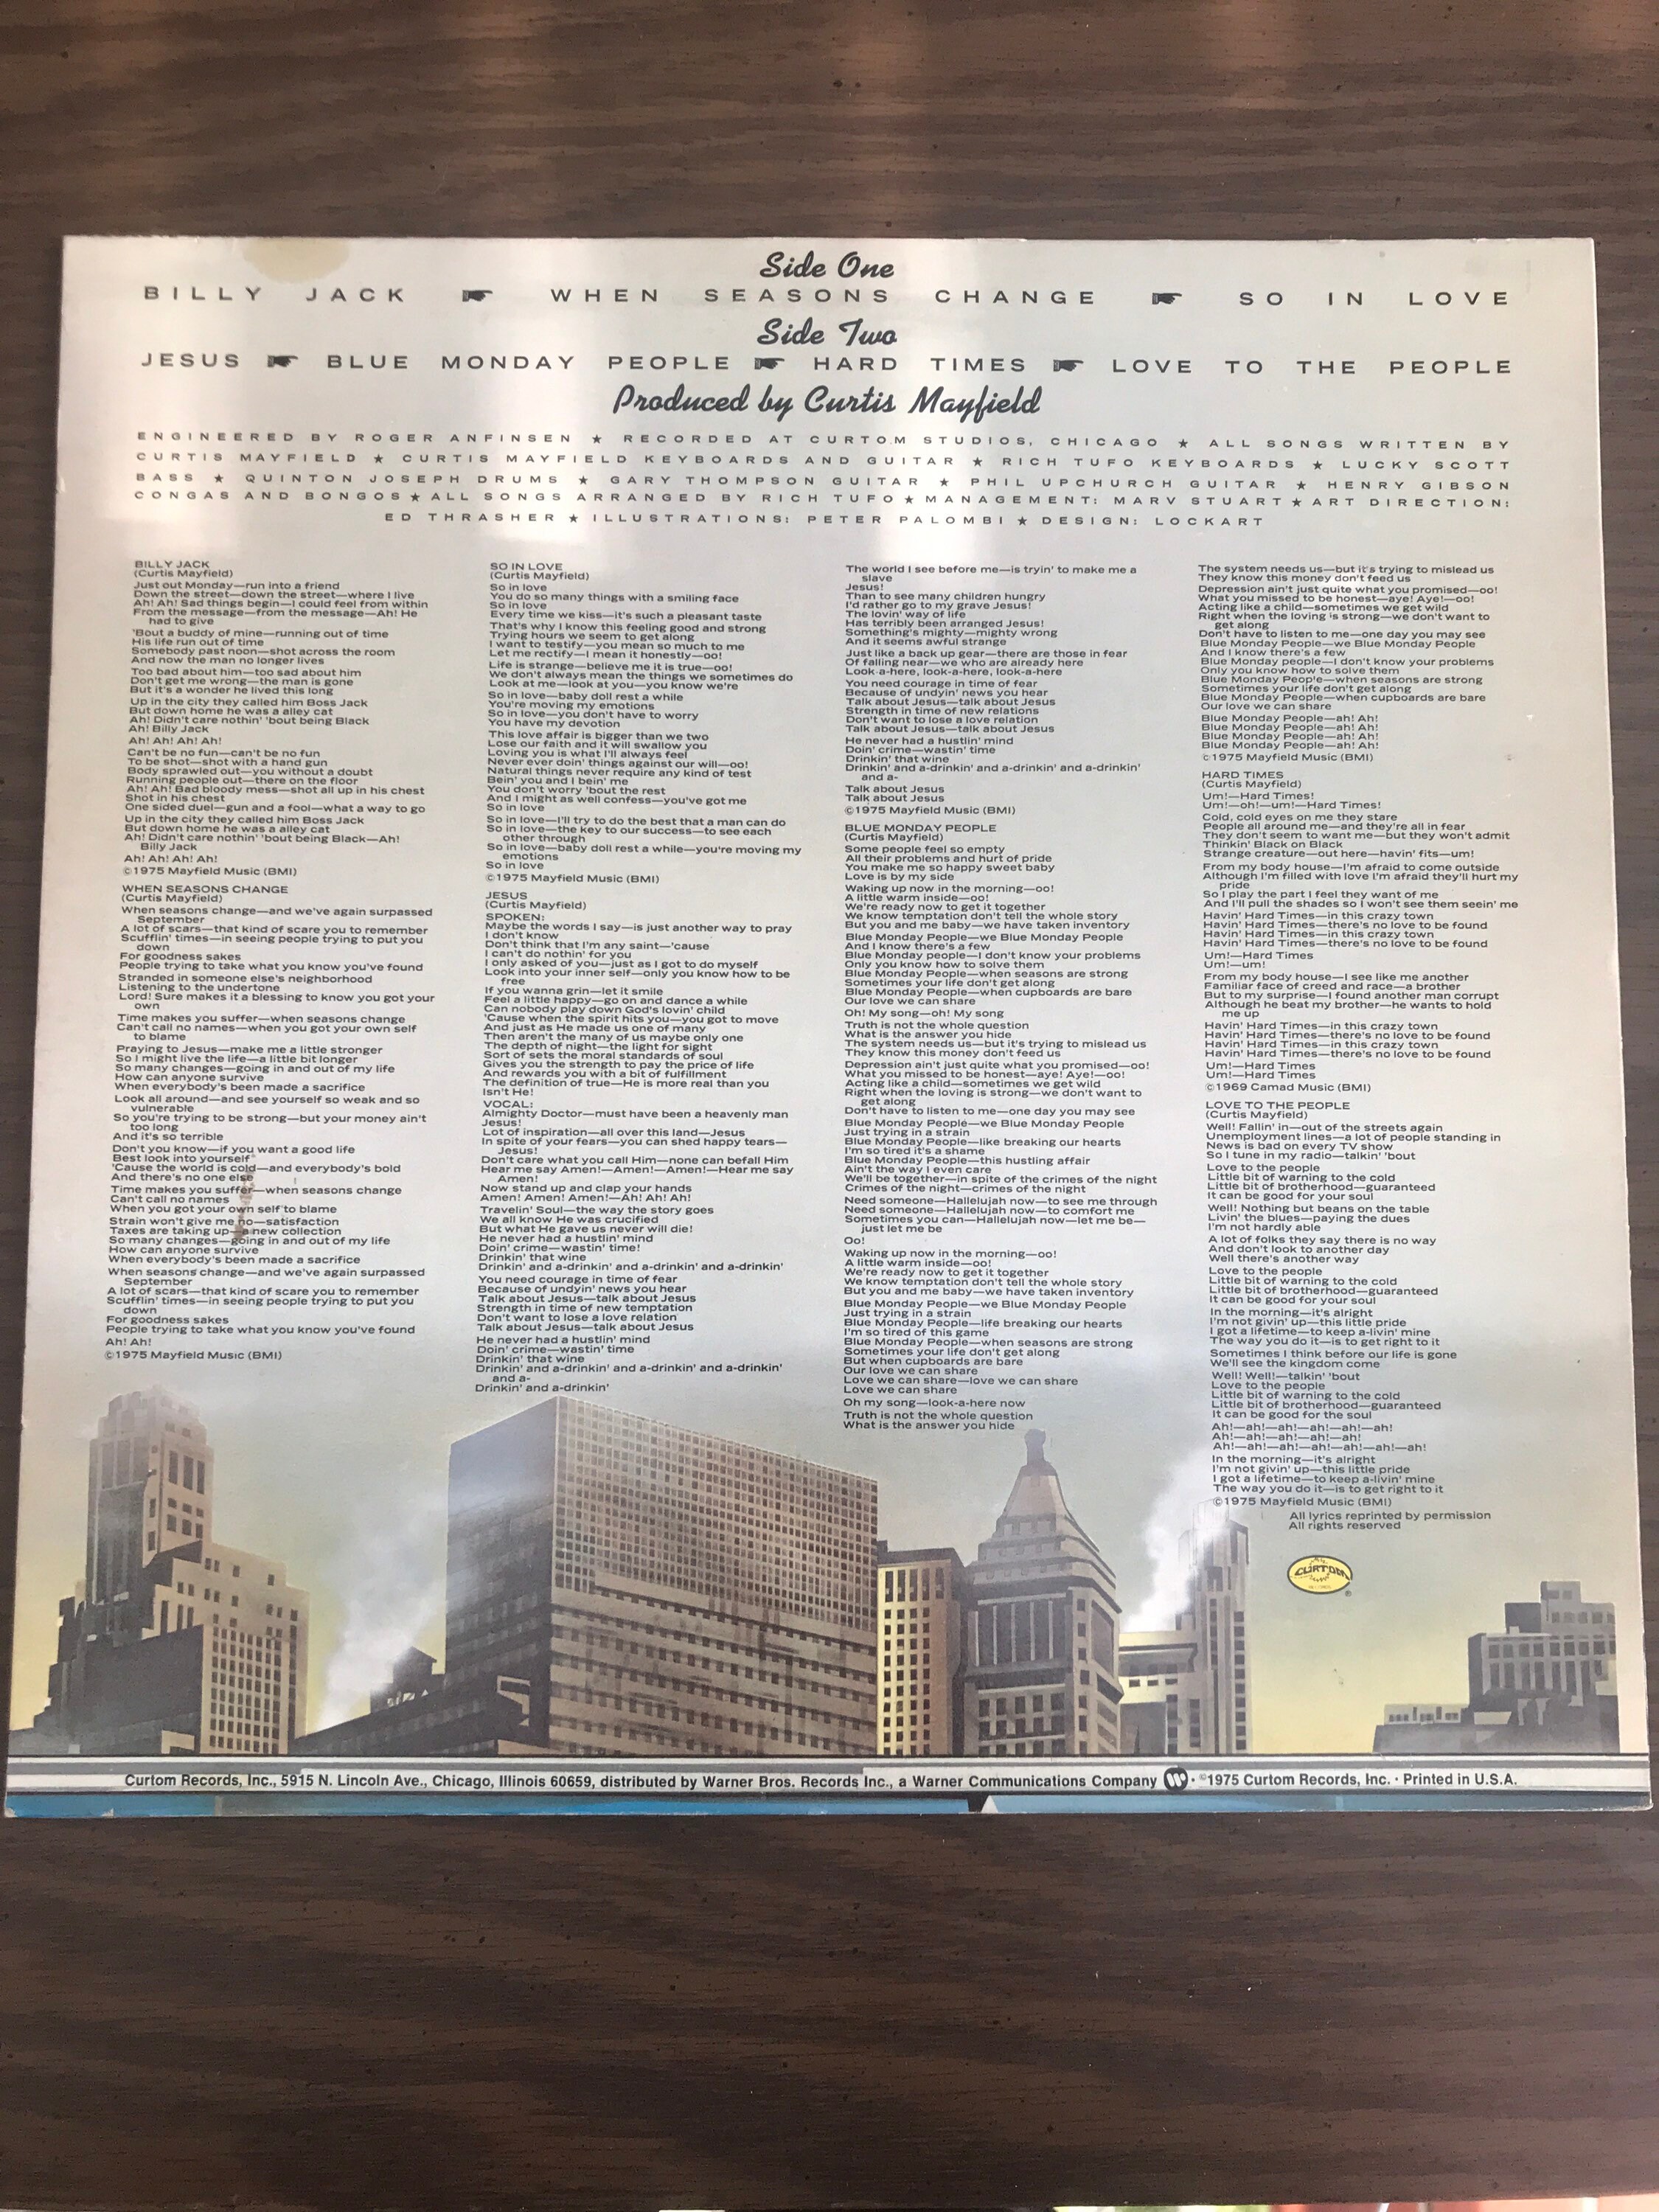 Side One
BILLY JACK ☛ WHEN SEASONS CHANGE ☛ SO IN LOVE
Side Two
JESUS ☛ BLUE MONDAY PEOPLE ☛ HARD TIMES ☛ LOVE TO THE PEOPLE
Produced by Curtis Mayfield
ENGINEERED BY ROGER ANFINSEN ★ RECORDED AT CURTOM STUDIOS, CHICAGO ★ ALL SONGS WRITTEN BY
CURTIS MAYFIELD ★ CURTIS MAYFIELD KEYBOARDS AND GUITAR ★ RICH TUFO KEYBOARDS ★ LUCKY SCOTT
BASS ★ QUINTON JOSEPH DRUMS ★ GARY THOMPSON GUITAR ★ PHIL UPCHURCH GUITAR ★ HENRY GIBSON
CONGAS AND BONGOS ★ ALL SONGS ARRANGED BY RICH TUFO ★ MANAGEMENT: MARV STUART ★ ART DIRECTION:
ED THRASHER ★ ILLUSTRATIONS: PETER PALOMBI ★ DESIGN: LOCKART
BILLY JACK
(Curtis Mayfield)
Just out Monday—run into a friend
Down the street—down the street—where I live
Ah! Ah! Sad things begin—I could feel from within
From the message—from the message—Ah! He
had to give
'Bout a buddy of mine—running out of time
His life run out of time
Somebody past noon—shot across the room
And now the man no longer lives
Too bad about him—too sad about him
Don't get me wrong—the man is gone
But it's a wonder he lived this long
Up in the city they called him Boss Jack
But down home he was a alley cat
Ah! Didn't care nothin' 'bout being Black
Ah! Billy Jack
Ah! Ah! Ah! Ah!
Can't be no fun—can't be no fun
To be shot—shot with a hand gun
Body sprawled out—you without a doubt
Running people out—there on the floor
Ah! Ah! Bad bloody mess—shot all up in his chest
Shot in his chest
One sided duel—gun and a fool—what a way to go
Up in the city they called him Boss Jack
But down home he was a alley cat
Ah! Didn't care nothin' 'bout being Black—Ah!
Billy Jack
Ah! Ah! Ah! Ah!
©1975 Mayfield Music (BMI)
WHEN SEASONS CHANGE
(Curtis Mayfield)
When seasons change—and we've again surpassed
September
A lot of scars—that kind of scare you to remember
Scufflin' times—in seeing people trying to put you
down
For goodness sakes
People trying to take what you know you've found
Stranded in someone else's neighborhood
Listening to the undertone
Lord! Sure makes it a blessing to know you got your
own
Time makes you suffer—when seasons change
Can't call no names—when you got your own self
to blame
Praying to Jesus—make me a little stronger
So I might live the life—a little bit longer
So many changes—going in and out of my life
How can anyone survive
When everybody's been made a sacrifice
Look all around—and see yourself so weak and so
vulnerable
So you're trying to be strong—but your money ain't
too long
And it's so terrible
Don't you know—if you want a good life
Best look into yourself
'Cause the world is cold—and everybody's bold
And there's no one else
Time makes you suffer—when seasons change
Can't call no names
When you got your own self to blame
Strain won't give me no—satisfaction
Taxes are taking up—a new collection
So many changes—going in and out of my life
How can anyone survive
When everybody's been made a sacrifice
When seasons change—and we've again surpassed
September
A lot of scars—that kind of scare you to remember
Scufflin' times—in seeing people trying to put you
down
For goodness sakes
People trying to take what you know you've found
Ah! Ah!
©1975 Mayfield Music (BMI)
SO IN LOVE
(Curtis Mayfield)
So in love
You do so many things with a smiling face
So in love
Every time we kiss—it's such a pleasant taste
That's why I know this feeling good and strong
Trying hours we seem to get along
I want to testify—you mean so much to me
Let me rectify—I mean it honestly—oo!
Life is strange—believe me it is true—oo!
We don't always mean the things we sometimes do
Look at me—look at you—you know we're
So in love—baby doll rest a while
You're moving my emotions
So in love—you don't have to worry
You have my devotion
This love affair is bigger than we two
Lose our faith and it will swallow you
Loving you is what I'll always feel
Never ever doin' things against our will—oo!
Natural things never require any kind of test
Bein' you and I bein' me
You don't worry 'bout the rest
And I might as well confess—you've got me
So in love
So in love—I'll try to do the best that a man can do
So in love—the key to our success—to see each
other through
So in love—baby doll rest a while—you're moving my
emotions
So in love
©1975 Mayfield Music (BMI)
JESUS
(Curtis Mayfield)
SPOKEN:
Maybe the words I say—is just another way to pray
I don't know
Don't think that I'm any saint—'cause
I can't do nothin' for you
I only asked of you—just as I got to do myself
Look into your inner self—only you know how to be
free
If you wanna grin—let it smile
Feel a little happy—go on and dance a while
Can nobody play down God's lovin' child
'Cause when the spirit hits you—you got to move
And just as He made us one of many
Then aren't the many of us maybe only one
The depth of night—the light for sight
Sort of sets the moral standards of soul
Gives you the strength to pay the price of life
And rewards you with a bit of fulfillment
The definition of true—He is more real than you
Isn't He!
VOCAL:
Almighty Doctor—must have been a heavenly man
Jesus!
Lot of inspiration—all over this land—Jesus
In spite of your fears—you can shed happy tears—
Jesus!
Don't care what you call Him—none can befall Him
Hear me say Amen!—Amen!—Amen!—Hear me say
Amen!
Now stand up and clap your hands
Amen! Amen! Amen!—Ah! Ah! Ah!
Travelin' Soul—the way the story goes
We all know He was crucified
But what He gave us never will die!
He never had a hustlin' mind
Doin' crime—wastin' time!
Drinkin' that wine
Drinkin' and a-drinkin' and a-drinkin' and a-drinkin'
You need courage in time of fear
Because of undyin' news you hear
Talk about Jesus—talk about Jesus
Strength in time of new temptation
Don't want to lose a love relation
Talk about Jesus—talk about Jesus
He never had a hustlin' mind
Doin' crime—wastin' time
Drinkin' that wine
Drinkin' and a-drinkin' and a-drinkin' and a-drinkin'
and a-
Drinkin' and a-drinkin'
The world I see before me—is tryin' to make me a
slave
Jesus!
Than to see many children hungry
I'd rather go to my grave Jesus!
The lovin' way of life
Has terribly been arranged Jesus!
Something's mighty—mighty wrong
And it seems awful strange
Just like a back up gear—there are those in fear
Of falling near—we who are already here
Look-a-here, look-a-here, look-a-here
You need courage in time of fear
Because of undyin' news you hear
Talk about Jesus—talk about Jesus
Strength in time of new relations
Don't want to lose a love relation
Talk about Jesus—talk about Jesus
He never had a hustlin' mind
Doin' crime—wastin' time
Drinkin' that wine
Drinkin' and a-drinkin' and a-drinkin' and a-drinkin'
and a-
Talk about Jesus
Talk about Jesus
©1975 Mayfield Music (BMI)
BLUE MONDAY PEOPLE
(Curtis Mayfield)
Some people feel so empty
All their problems and hurt of pride
You make me so happy sweet baby
Love is by my side
Waking up now in the morning—oo!
A little warm inside—oo!
We're ready now to get it together
We know temptation don't tell the whole story
But you and me baby—we have taken inventory
Blue Monday People—we Blue Monday People
And I know there's a few
Blue Monday people—I don't know your problems
Only you know how to solve them
Blue Monday People—when seasons are strong
Sometimes your life don't get along
Blue Monday People—when cupboards are bare
Our love we can share
Oh! My song—oh! My song
Truth is not the whole question
What is the answer you hide
The system needs us—but it's trying to mislead us
They know this money don't feed us
Depression ain't just quite what you promised—oo!
What you missed to be honest—aye! Aye!—oo!
Acting like a child—sometimes we get wild
Right when the loving is strong—we don't want to
get along
Don't have to listen to me—one day you may see
Blue Monday People—we Blue Monday People
Just trying in a strain
Blue Monday People—like breaking our hearts
I'm so tired it's a shame
Blue Monday People—this hustling affair
Ain't the way I even care
We'll be together—in spite of the crimes of the night
Crimes of the night—crimes of the night
Need someone—Hallelujah now—to see me through
Need someone—Hallelujah now—to comfort me
Sometimes you can—Hallelujah now—let me be—
just let me be
Oo!
Waking up now in the morning—oo!
A little warm inside—oo!
We're ready now to get it together
We know temptation don't tell the whole story
But you and me baby—we have taken inventory
Blue Monday People—we Blue Monday People
Just trying in a strain
Blue Monday People—life breaking our hearts
I'm so tired of this game
Blue Monday People—when seasons are strong
Sometimes your life don't get along
But when cupboards are bare
Our love we can share
Love we can share—love we can share
Love we can share
Oh my song—look-a-here now
Truth is not the whole question
What is the answer you hide
The system needs us—but it's trying to mislead us
They know this money don't feed us
Depression ain't just quite what you promised—oo!
What you missed to be honest—aye! Aye!—oo!
Acting like a child—sometimes we get wild
Right when the loving is strong—we don't want to
get along
Don't have to listen to me—one day you may see
Blue Monday People—we Blue Monday People
And I know there's a few
Blue Monday people—I don't know your problems
Only you know how to solve them
Blue Monday People—when seasons are strong
Sometimes your life don't get along
Blue Monday People—when cupboards are bare
Our love we can share
Blue Monday People—ah! Ah!
Blue Monday People—ah! Ah!
Blue Monday People—ah! Ah!
Blue Monday People—ah! Ah!
©1975 Mayfield Music (BMI)
HARD TIMES
(Curtis Mayfield)
Um!—Hard Times!
Um!—oh!—um!—Hard Times!
Cold, cold eyes on me they stare
People all around me—and they're all in fear
They don't seem to want me—but they won't admit
Thinkin' Black on Black
Strange creature—out here—havin' fits—um!
From my body house—I'm afraid to come outside
Although I'm filled with love I'm afraid they'll hurt my
pride
So I play the part I feel they want of me
And I'll pull the shades so I won't see them seein' me
Havin' Hard Times—in this crazy town
Havin' Hard Times—there's no love to be found
Havin' Hard Times—in this crazy town
Havin' Hard Times—there's no love to be found
Um!—Hard Times
Um!—um!
From my body house—I see like me another
Familiar face of creed and race—a brother
But to my surprise—I found another man corrupt
Although he beat my brother—he wants to hold
me up
Havin' Hard Times—in this crazy town
Havin' Hard Times—there's no love to be found
Havin' Hard Times—in this crazy town
Havin' Hard Times—there's no love to be found
Um!—Hard Times
Um!—Hard Times
©1969 Camad Music (BMI)
LOVE TO THE PEOPLE
(Curtis Mayfield)
Well! Fallin' in—out of the streets again
Unemployment lines—a lot of people standing in
News is bad on every TV show
So I tune in my radio—talkin' 'bout
Love to the people
Little bit of warning to the cold
Little bit of brotherhood—guaranteed
It can be good for your soul
Well! Nothing but beans on the table
Livin' the blues—paying the dues
I'm not hardly able
A lot of folks they say there is no way
And don't look to another day
Well there's another way
Love to the people
Little bit of warning to the cold
Little bit of brotherhood—guaranteed
It can be good for your soul
In the morning—it's alright
I'm not givin' up—this little pride
I got a lifetime—to keep a-livin' mine
The way you do it—is to get right to it
Sometimes I think before our life is gone
We'll see the kingdom come
Well! Well!—talkin' 'bout
Love to the people
Little bit of warning to the cold
Little bit of brotherhood—guaranteed
It can be good for the soul
Ah!—ah!—ah!—ah!—ah!—ah!
Ah!—ah!—ah!—ah!—ah!
Ah!—ah!—ah!—ah!—ah!—ah!—ah!
In the morning—it's alright
I'm not givin' up—this little pride
I got a lifetime—to keep a-livin' mine
The way you do it—is to get right to it
©1975 Mayfield Music (BMI)
All lyrics reprinted by permission
All rights reserved
CURTOM
RECORDS
®
Curtom Records, Inc., 5915 N. Lincoln Ave., Chicago, Illinois 60659, distributed by Warner Bros. Records Inc., a Warner Communications Company W · ©1975 Curtom Records, Inc. · Printed in U.S.A.